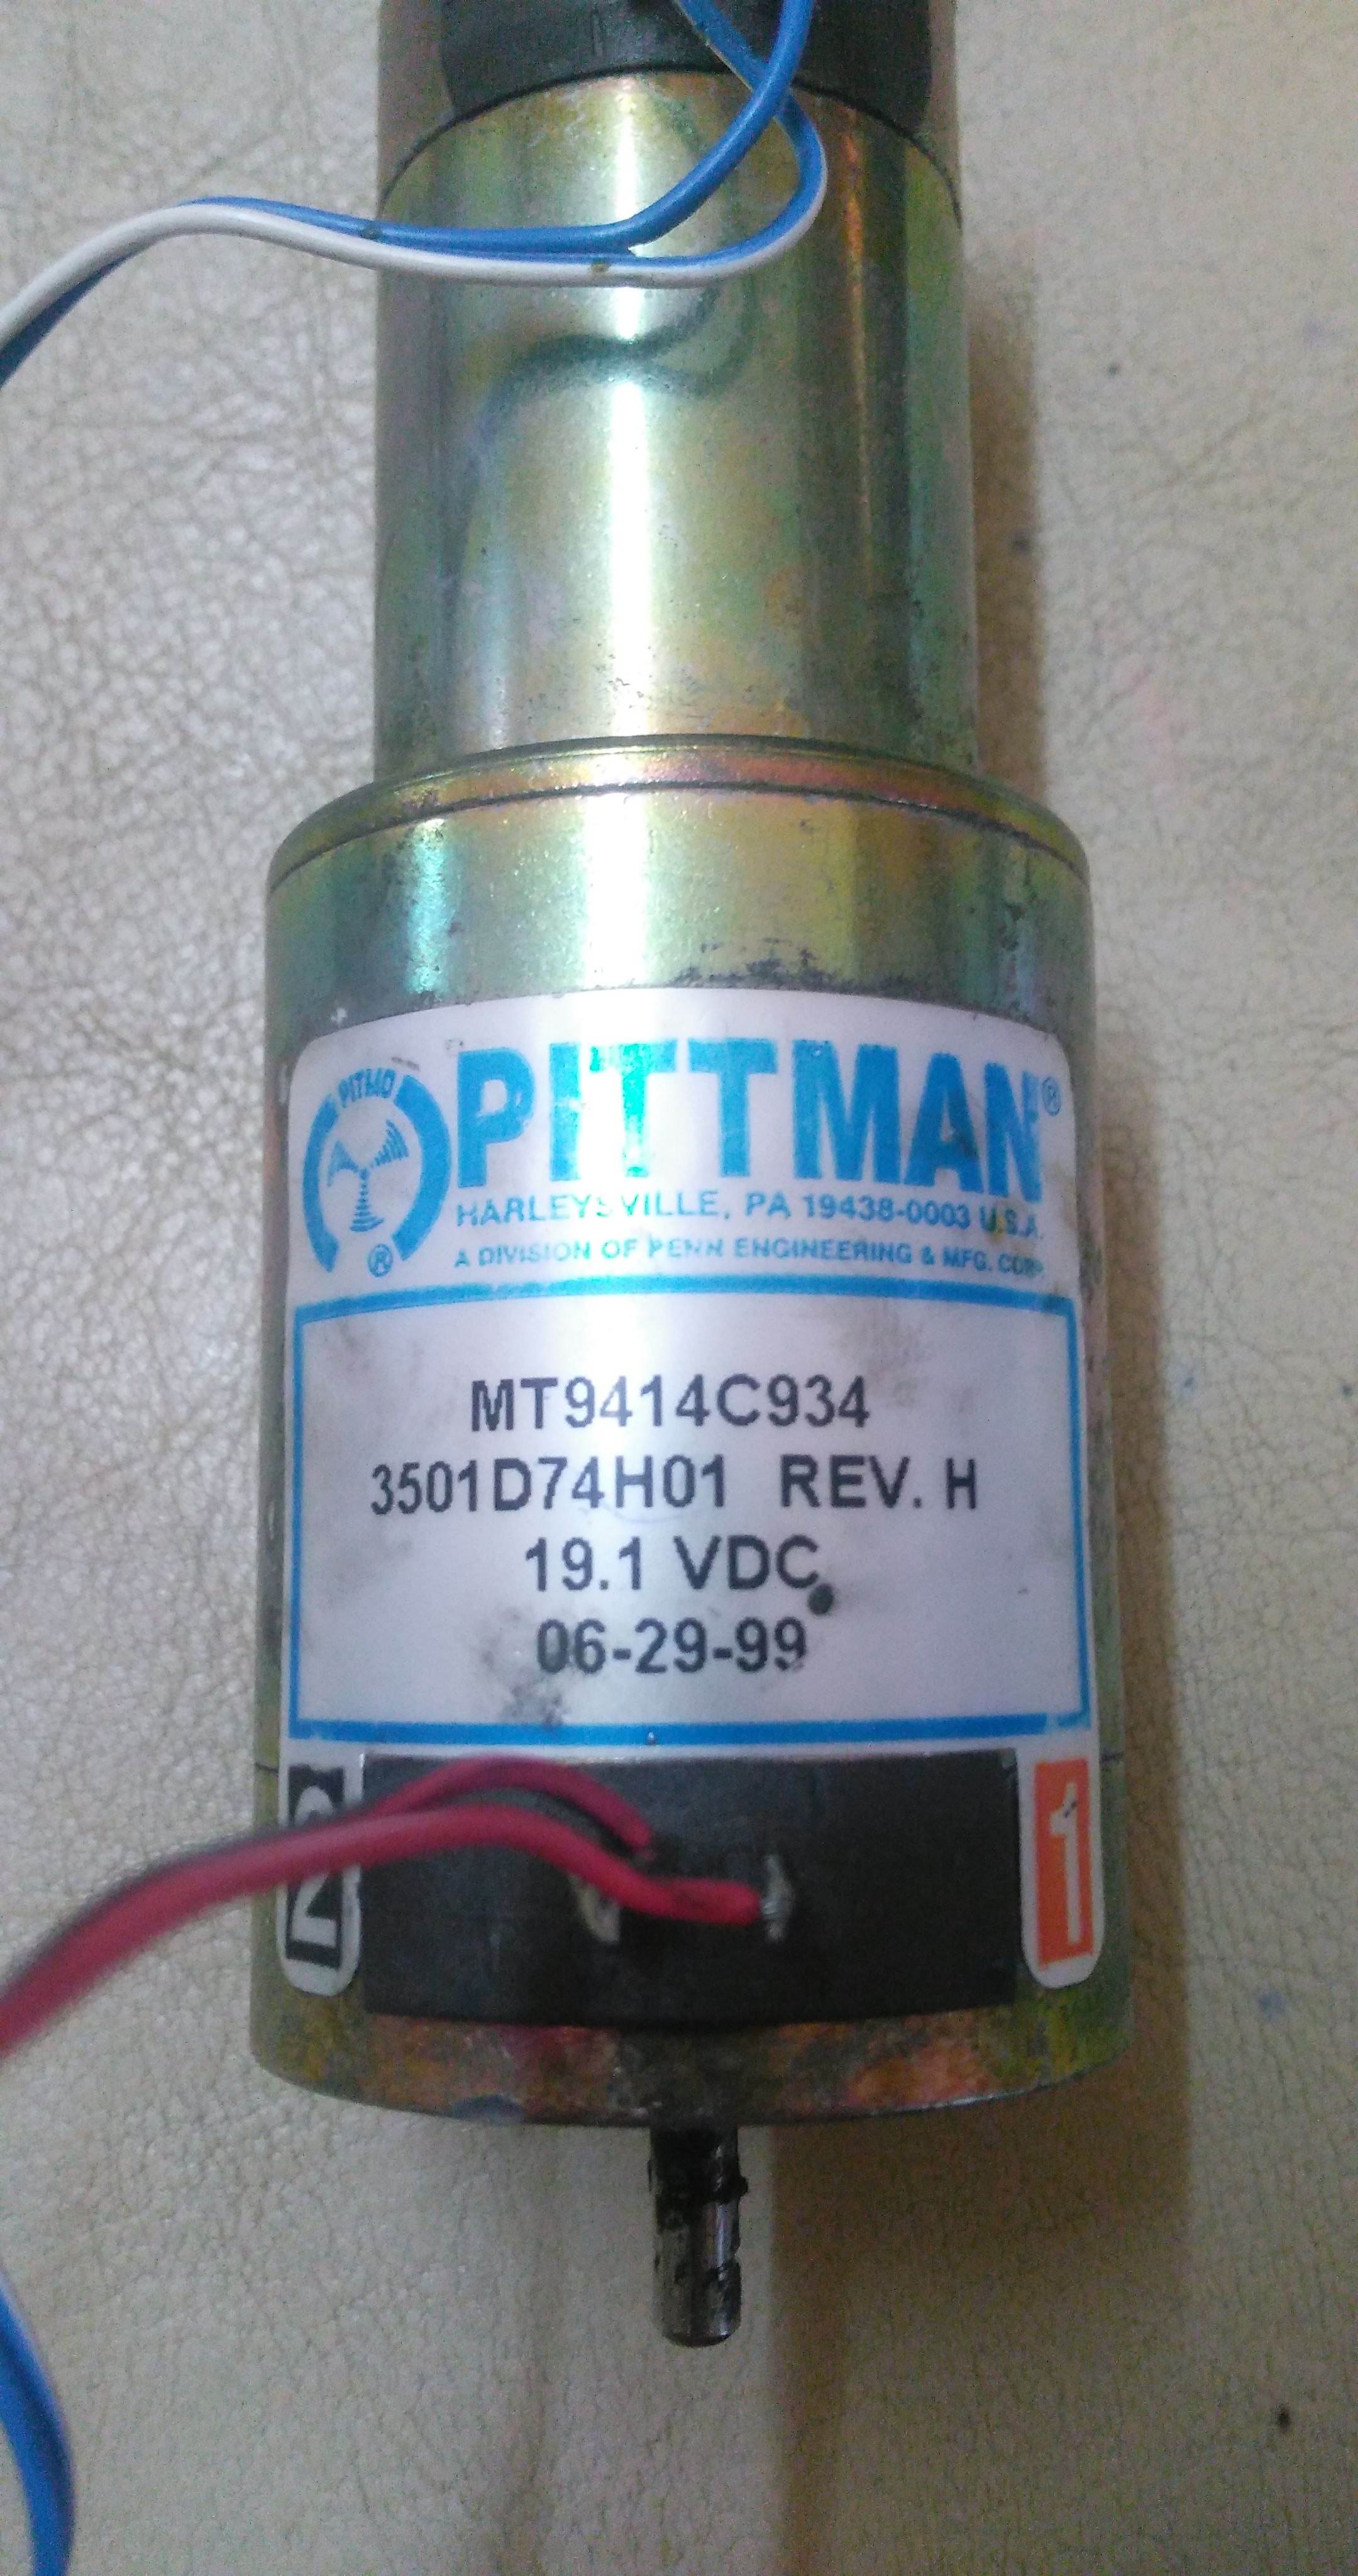 PITMO
PITTMAN®
HARLEYSVILLE, PA 19438-0003 U.S.A.
A DIVISION OF PENN ENGINEERING & MFG. CORP.
®
MT9414C934
3501D74H01 REV. H
19.1 VDC
06-29-99
2
1